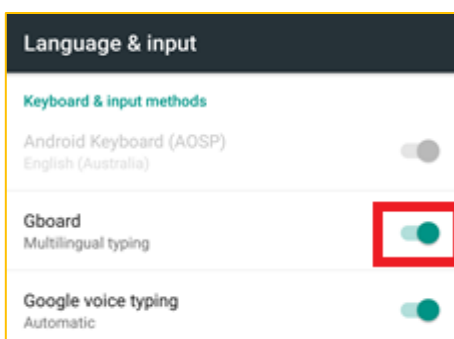 Language & input
Keyboard & input methods
Android Keyboard (AOSP)
English (Australia)
Gboard
Multilingual typing
Google voice typing
Automatic